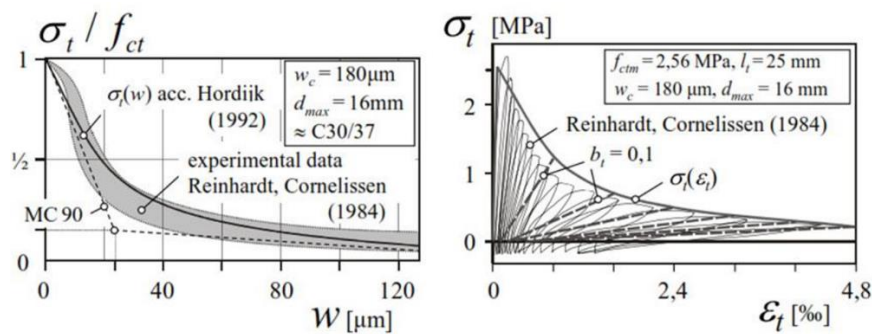 σt / fct
1
½
0
σt(w) acc. Hordijk
(1992)
wc = 180μm
dmax = 16mm
≈ C30/37
experimental data
Reinhardt, Cornelissen
(1984)
MC 90
0
40
80
120
w [μm]
σt [MPa]
2
1
0
fctm = 2,56 MPa, lt = 25 mm
wc = 180 μm, dmax = 16 mm
Reinhardt, Cornelissen
(1984)
bt = 0,1
σt(εt)
0
2,4
4,8
εt [‰]